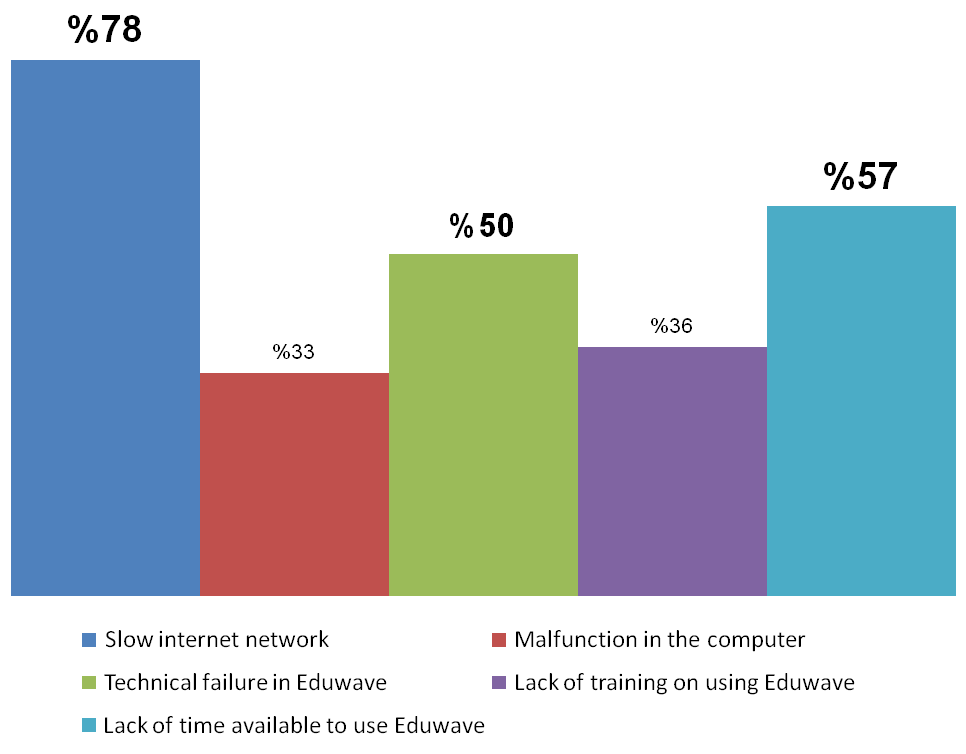 %78
%33
%50
%36
%57
Slow internet network
Malfunction in the computer
Technical failure in Eduwave
Lack of training on using Eduwave
Lack of time available to use Eduwave